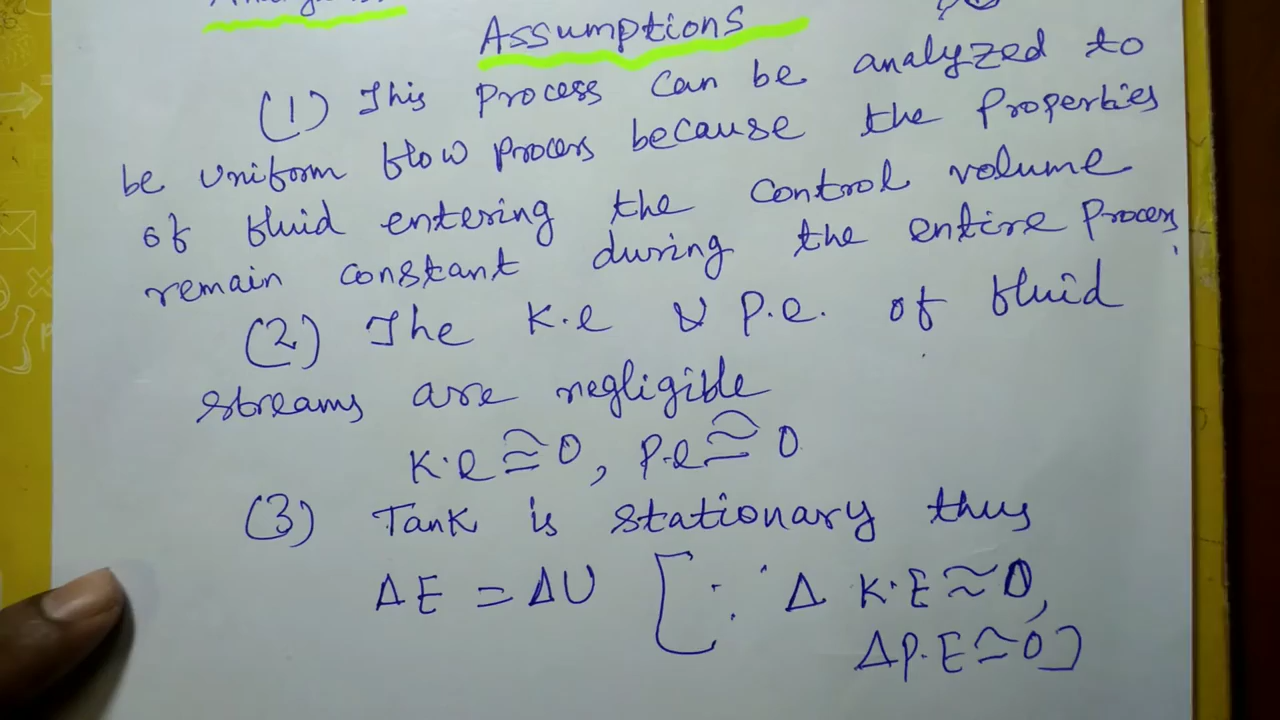 Assumptions
(1) This process can be analyzed to
be uniform flow process because the properties
of fluid entering the control volume
remain constant during the entire process.
(2) The K.e & P.e. of fluid
streams are negligible
K.e ≅ 0, P.e ≅ 0
(3) Tank is stationary thus
ΔE = ΔU [∵ Δ K.E ≈ 0,
ΔP.E ≅ 0]